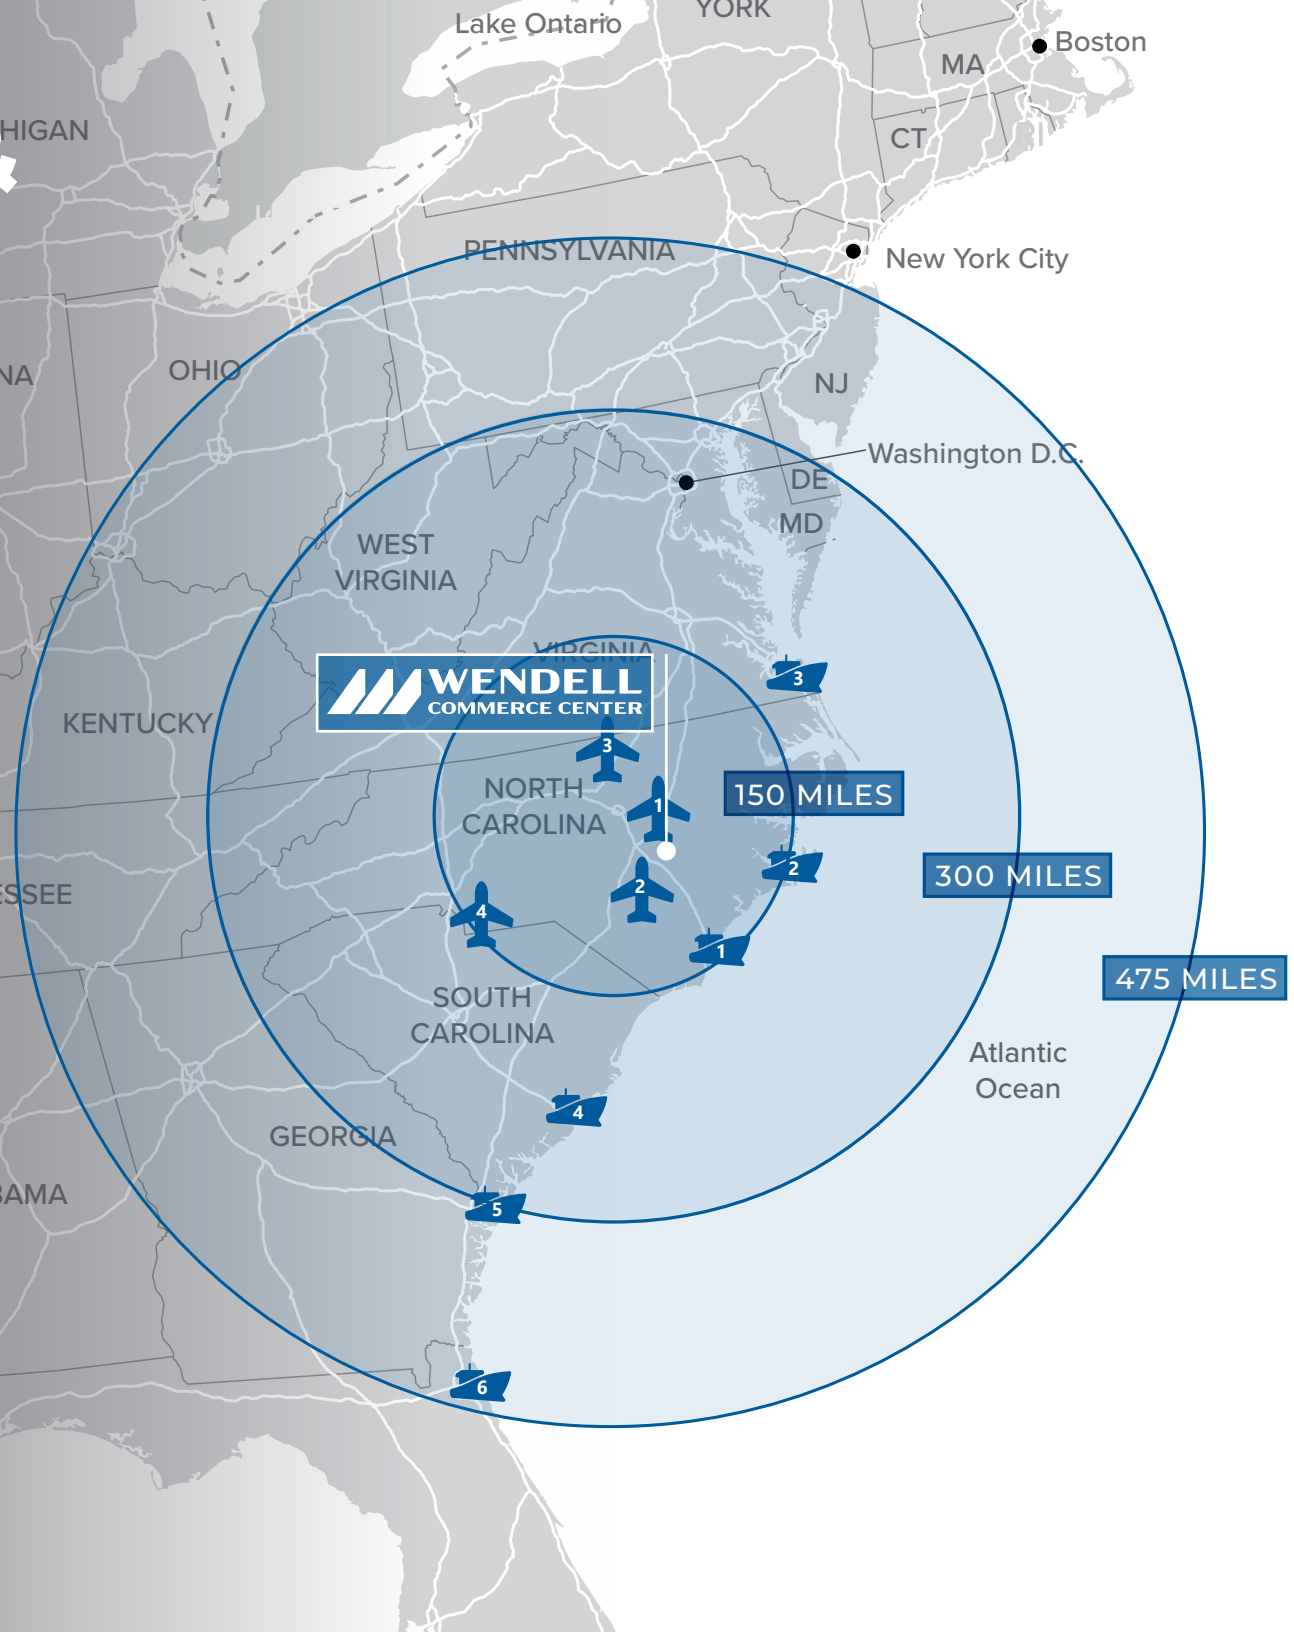 YORK
Lake Ontario
Boston
MA
HIGAN
CT
PENNSYLVANIA
New York City
OHIO
NA
NJ
Washington D.C.
DE
MD
WEST
VIRGINIA
VIRGINIA
WENDELL
COMMERCE CENTER
3
KENTUCKY
3
NORTH
CAROLINA
1
150 MILES
2
300 MILES
2
ESSEE
4
1
475 MILES
SOUTH
CAROLINA
Atlantic
Ocean
4
GEORGIA
BAMA
5
6